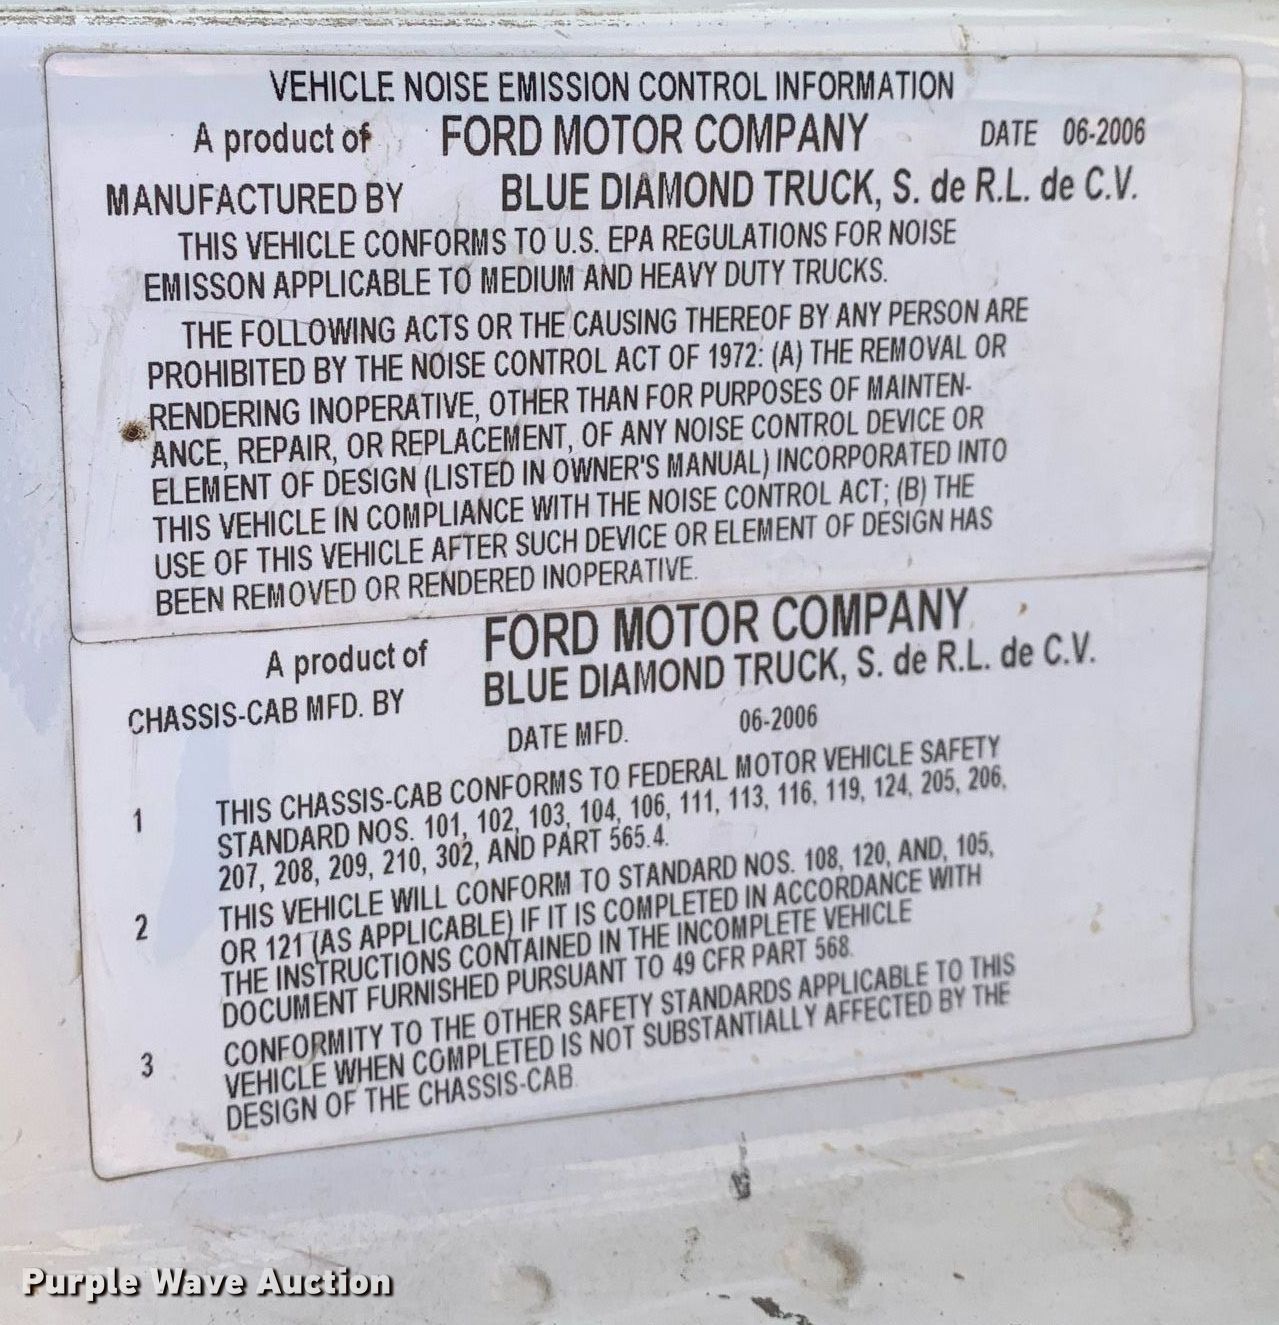 VEHICLE NOISE EMISSION CONTROL INFORMATION
A product of FORD MOTOR COMPANY DATE 06-2006
MANUFACTURED BY BLUE DIAMOND TRUCK, S. de R.L. de C.V.
THIS VEHICLE CONFORMS TO U.S. EPA REGULATIONS FOR NOISE
EMISSON APPLICABLE TO MEDIUM AND HEAVY DUTY TRUCKS.
THE FOLLOWING ACTS OR THE CAUSING THEREOF BY ANY PERSON ARE
PROHIBITED BY THE NOISE CONTROL ACT OF 1972: (A) THE REMOVAL OR
RENDERING INOPERATIVE, OTHER THAN FOR PURPOSES OF MAINTEN-
ANCE, REPAIR, OR REPLACEMENT, OF ANY NOISE CONTROL DEVICE OR
ELEMENT OF DESIGN (LISTED IN OWNER'S MANUAL) INCORPORATED INTO
THIS VEHICLE IN COMPLIANCE WITH THE NOISE CONTROL ACT; (B) THE
USE OF THIS VEHICLE AFTER SUCH DEVICE OR ELEMENT OF DESIGN HAS
BEEN REMOVED OR RENDERED INOPERATIVE.
A product of FORD MOTOR COMPANY
CHASSIS-CAB MFD. BY BLUE DIAMOND TRUCK, S. de R.L. de C.V.
DATE MFD. 06-2006
1 THIS CHASSIS-CAB CONFORMS TO FEDERAL MOTOR VEHICLE SAFETY
STANDARD NOS. 101, 102, 103, 104, 106, 111, 113, 116, 119, 124, 205, 206,
207, 208, 209, 210, 302, AND PART 565.4.
2 THIS VEHICLE WILL CONFORM TO STANDARD NOS. 108, 120, AND, 105,
OR 121 (AS APPLICABLE) IF IT IS COMPLETED IN ACCORDANCE WITH
THE INSTRUCTIONS CONTAINED IN THE INCOMPLETE VEHICLE
DOCUMENT FURNISHED PURSUANT TO 49 CFR PART 568.
3 CONFORMITY TO THE OTHER SAFETY STANDARDS APPLICABLE TO THIS
VEHICLE WHEN COMPLETED IS NOT SUBSTANTIALLY AFFECTED BY THE
DESIGN OF THE CHASSIS-CAB.
Purple Wave Auction